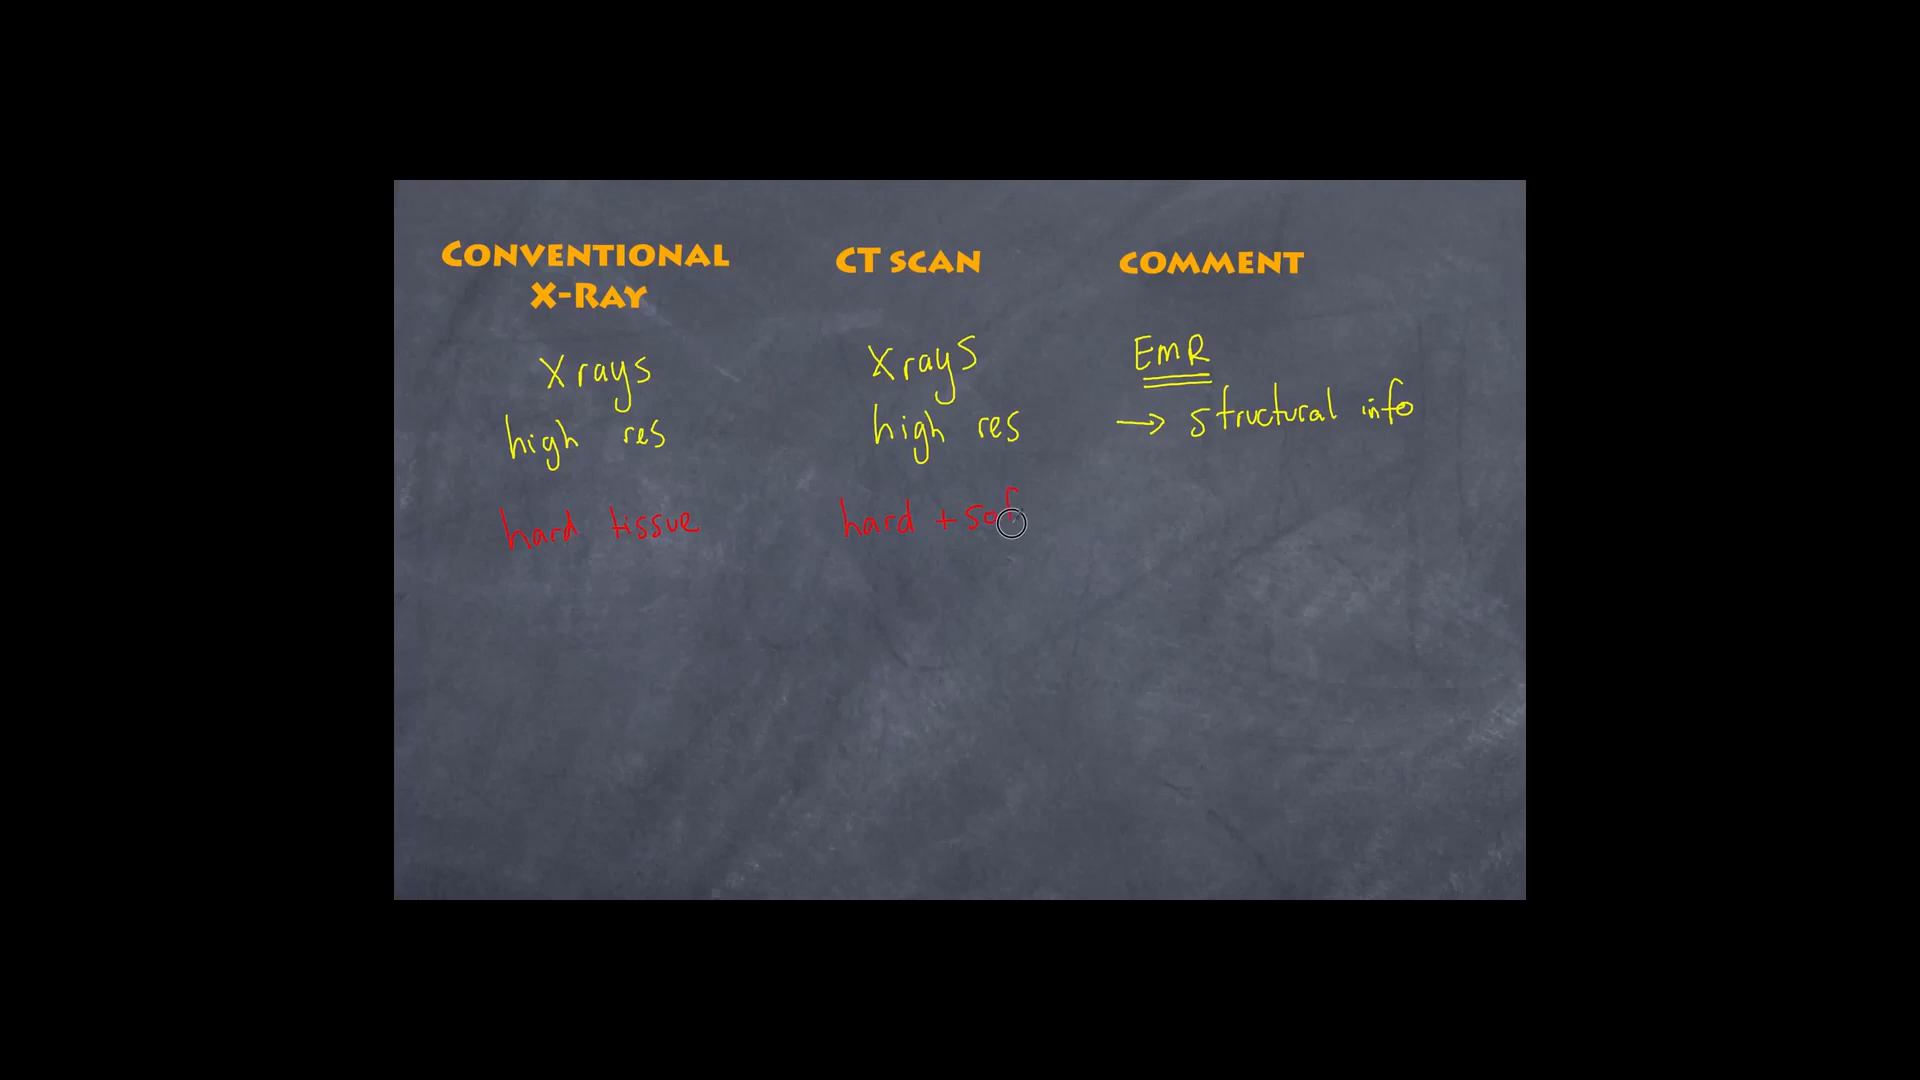 CONVENTIONAL
X-RAY
CT SCAN
COMMENT
X rays
X rays
EMR
high res
high res
→ structural info
hard tissue
hard + sof